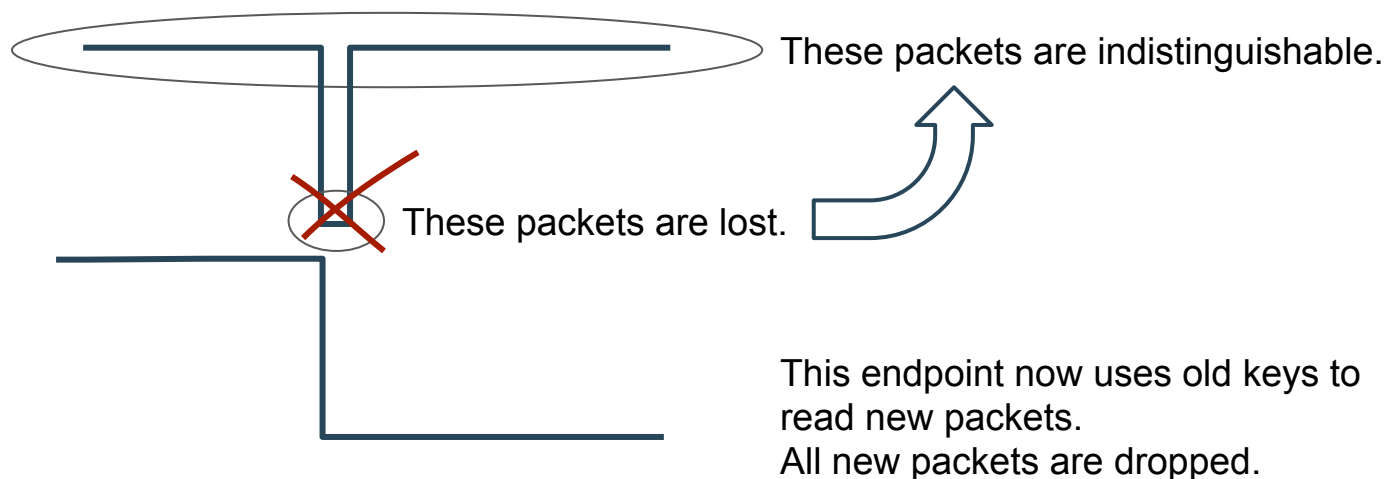 These packets are indistinguishable.
These packets are lost.
This endpoint now uses old keys to
read new packets.
All new packets are dropped.